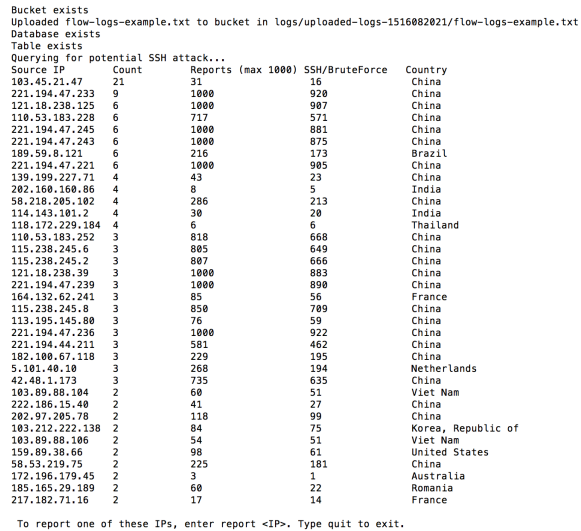 Bucket exists
Uploaded flow-logs-example.txt to bucket in logs/uploaded-logs-1516082021/flow-logs-example.txt
Database exists
Table exists
Querying for potential SSH attack...
Source IP Count Reports (max 1000) SSH/BruteForce Country
103.45.21.47 21 31 16 China
221.194.47.233 9 1000 920 China
121.18.238.125 6 1000 907 China
110.53.183.228 6 717 571 China
221.194.47.245 6 1000 881 China
221.194.47.243 6 1000 875 China
189.59.8.121 6 216 173 Brazil
221.194.47.221 6 1000 905 China
139.199.227.71 4 43 23 China
202.160.160.86 4 8 5 India
58.218.205.102 4 286 213 China
114.143.101.2 4 30 20 India
118.172.229.184 4 6 6 Thailand
110.53.183.252 3 818 668 China
115.238.245.6 3 805 649 China
115.238.245.2 3 807 666 China
121.18.238.39 3 1000 883 China
221.194.47.239 3 1000 890 China
164.132.62.241 3 85 56 France
115.238.245.8 3 850 709 China
113.195.145.80 3 76 59 China
221.194.47.236 3 1000 922 China
221.194.44.211 3 581 462 China
182.100.67.118 3 229 195 China
5.101.40.10 3 268 194 Netherlands
42.48.1.173 3 735 635 China
103.89.88.104 2 60 51 Viet Nam
222.186.15.40 2 41 27 China
202.97.205.78 2 118 99 China
103.212.222.138 2 84 75 Korea, Republic of
103.89.88.106 2 54 51 Viet Nam
159.89.38.66 2 98 61 United States
58.53.219.75 2 225 181 China
172.196.179.45 2 3 1 Australia
185.165.29.189 2 60 22 Romania
217.182.71.16 2 17 14 France
To report one of these IPs, enter report <IP>. Type quit to exit.